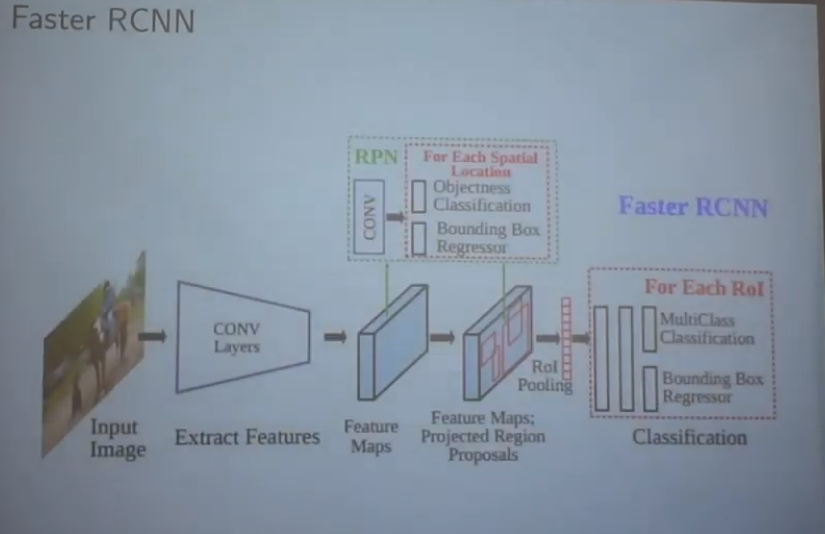 Faster RCNN
RPN
For Each Spatial
Location
CONV
Objectness
Classification
Bounding Box
Regressor
Faster RCNN
For Each RoI
MultiClass
Classification
Bounding Box
Regressor
CONV
Layers
RoI
Pooling
Input
Image
Extract Features
Feature
Maps
Feature Maps;
Projected Region
Proposals
Classification